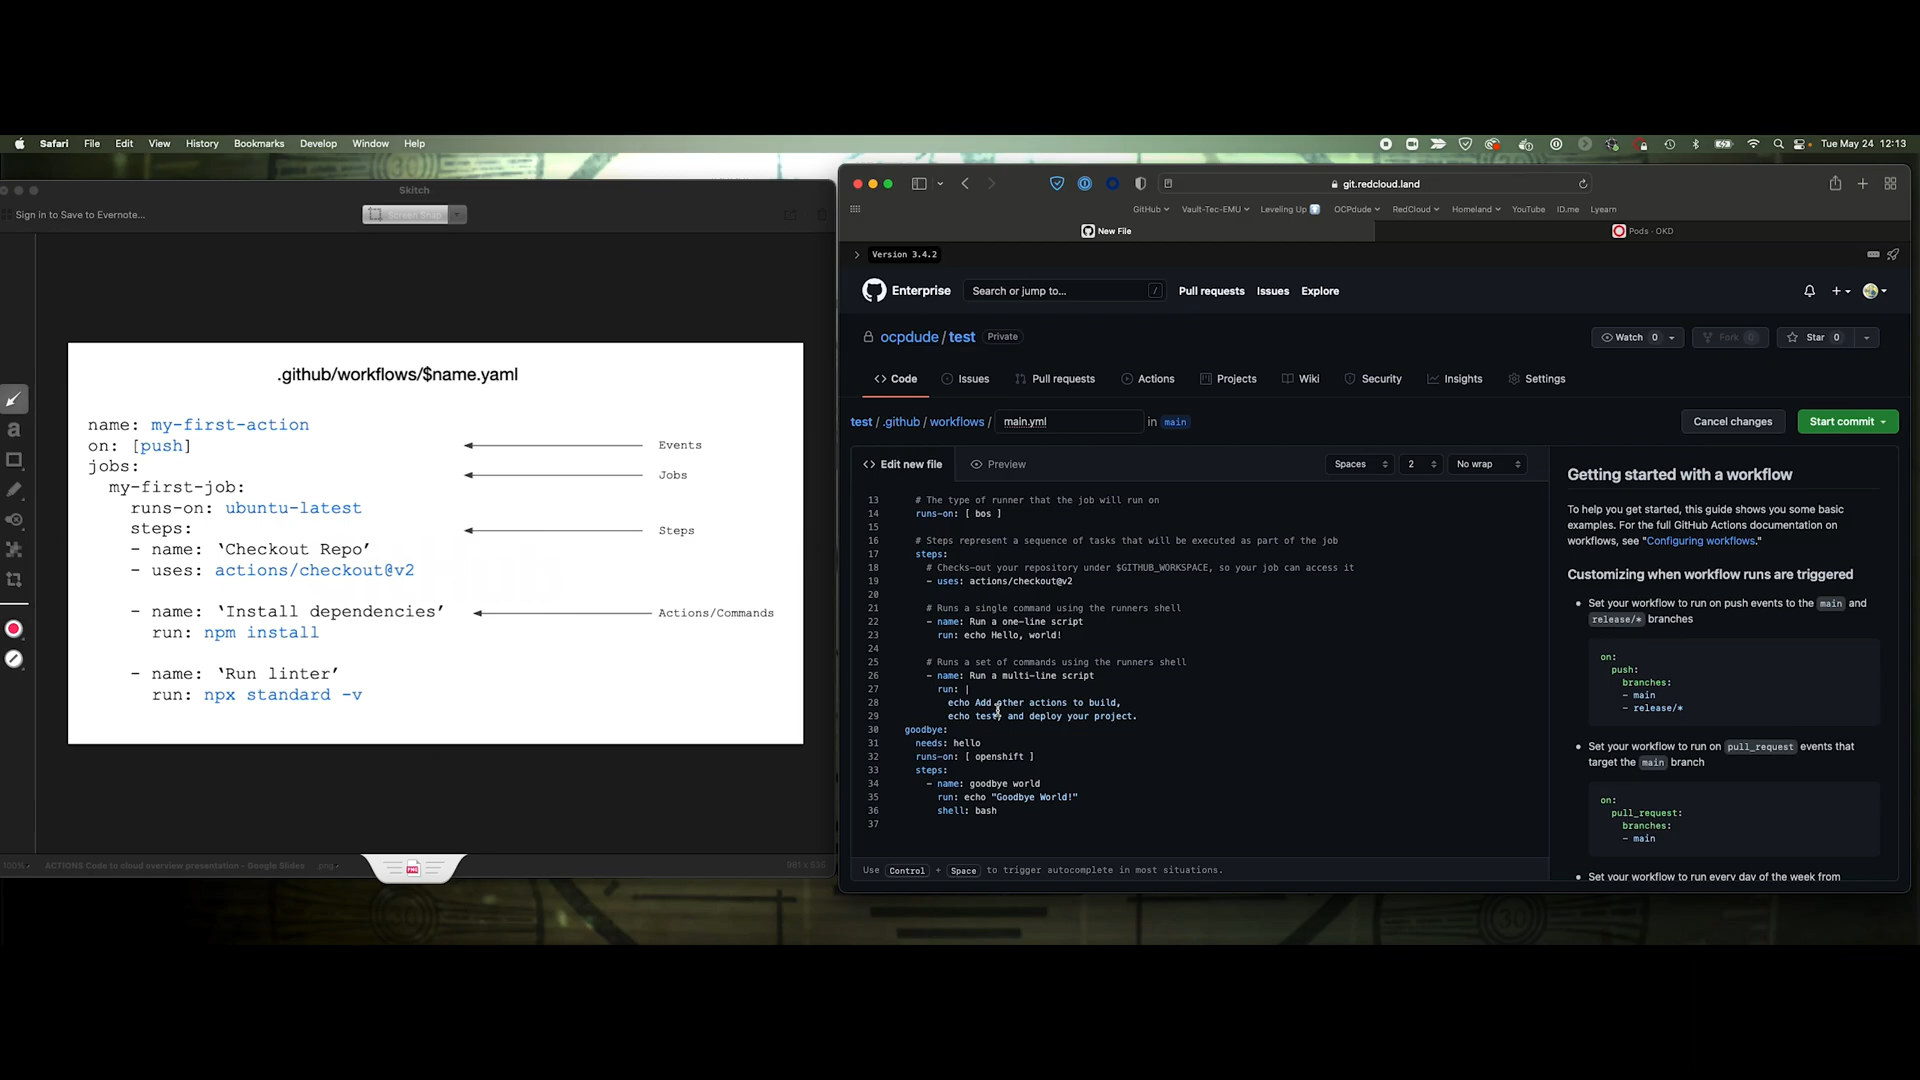 Safari File Edit View History Bookmarks Develop Window Help
Tue May 24 12:13
Skitch
Sign in to Save to Evernote...
Screen Snap
.github/workflows/$name.yaml
name: my-first-action
on: [push]
jobs:
my-first-job:
runs-on: ubuntu-latest
steps:
- name: ‘Checkout Repo’
- uses: actions/checkout@v2
- name: ‘Install dependencies’
run: npm install
- name: ‘Run linter’
run: npx standard -v
Events
Jobs
Steps
Actions/Commands
100%
ACTIONS Code to cloud overview presentation - Google Slides
.png
981 x 535
PNG
git.redcloud.land
GitHub Vault-Tec-EMU Leveling Up OCPdude RedCloud Homeland YouTube ID.me Lyearn
New File
Pods · OKD
Version 3.4.2
Enterprise
Search or jump to...
/
Pull requests Issues Explore
ocpdude / test Private
Watch 0
Fork 0
Star 0
Code Issues Pull requests Actions Projects Wiki Security Insights Settings
test / .github / workflows / main.yml in main
Cancel changes
Start commit
Edit new file
Preview
Spaces
2
No wrap
13 # The type of runner that the job will run on
14 runs-on: [ bos ]
15
16 # Steps represent a sequence of tasks that will be executed as part of the job
17 steps:
18 # Checks-out your repository under $GITHUB_WORKSPACE, so your job can access it
19 - uses: actions/checkout@v2
20
21 # Runs a single command using the runners shell
22 - name: Run a one-line script
23 run: echo Hello, world!
24
25 # Runs a set of commands using the runners shell
26 - name: Run a multi-line script
27 run: |
28 echo Add other actions to build,
29 echo test, and deploy your project.
30 goodbye:
31 needs: hello
32 runs-on: [ openshift ]
33 steps:
34 - name: goodbye world
35 run: echo "Goodbye World!"
36 shell: bash
37
Use Control + Space to trigger autocomplete in most situations.
Getting started with a workflow
To help you get started, this guide shows you some basic
examples. For the full GitHub Actions documentation on
workflows, see "Configuring workflows."
Customizing when workflow runs are triggered
Set your workflow to run on push events to the main and
release/* branches
on:
push:
branches:
- main
- release/*
Set your workflow to run on pull_request events that
target the main branch
on:
pull_request:
branches:
- main
Set your workflow to run every day of the week from